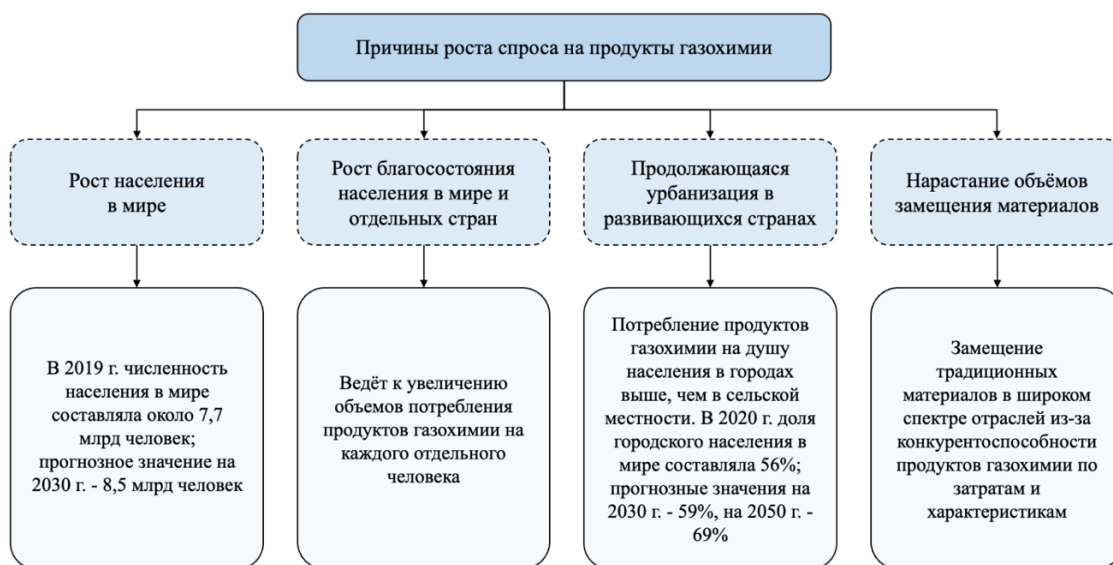 Причины роста спроса на продукты газохимии
Рост населения
в мире
Рост благосостояния
населения в мире и
отдельных стран
Продолжающаяся
урбанизация в
развивающихся странах
Нарастание объёмов
замещения материалов
В 2019 г. численность
населения в мире
составляла около 7,7
млрд человек;
прогнозное значение на
2030 г. - 8,5 млрд человек
Ведёт к увеличению
объемов потребления
продуктов газохимии на
каждого отдельного
человека
Потребление продуктов
газохимии на душу
населения в городах
выше, чем в сельской
местности. В 2020 г. доля
городского населения в
мире составляла 56%;
прогнозные значения на
2030 г. - 59%, на 2050 г. -
69%
Замещение
традиционных
материалов в широком
спектре отраслей из-за
конкурентоспособности
продуктов газохимии по
затратам и
характеристикам